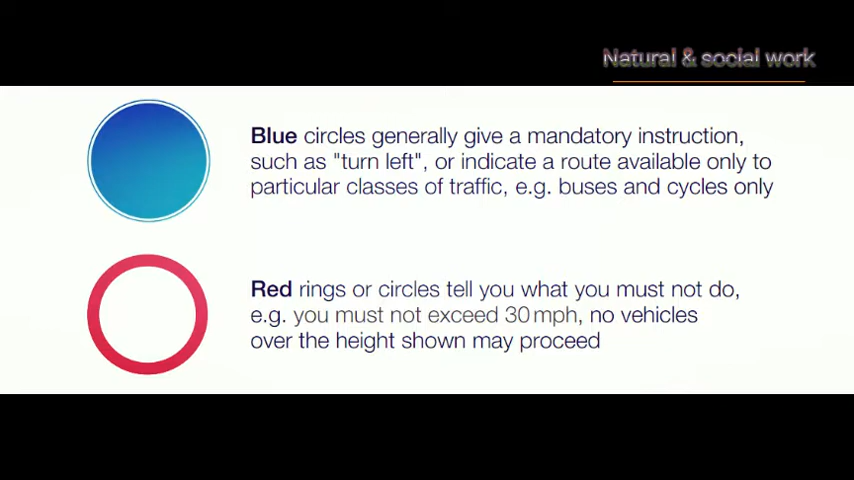 Natural & social work
Blue circles generally give a mandatory instruction,
such as "turn left", or indicate a route available only to
particular classes of traffic, e.g. buses and cycles only
Red rings or circles tell you what you must not do,
e.g. you must not exceed 30 mph, no vehicles
over the height shown may proceed